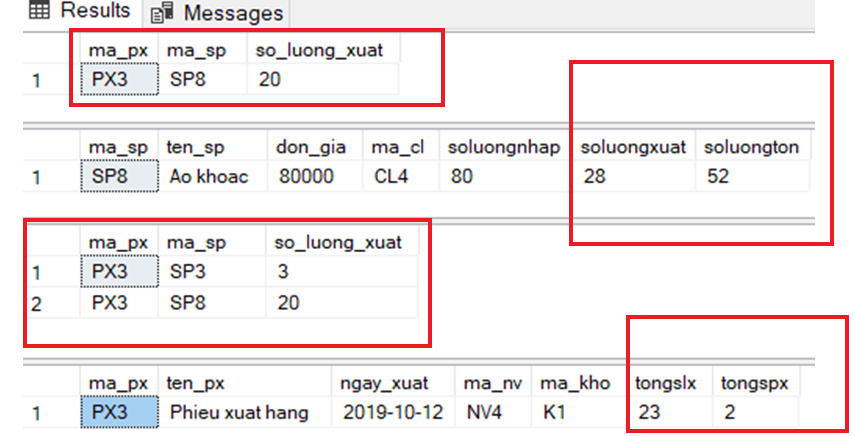 Results Messages
ma_px ma_sp so_luong_xuat
1 PX3 SP8 20
ma_sp ten_sp don_gia ma_cl soluongnhap soluongxuat soluongton
1 SP8 Ao khoac 80000 CL4 80 28 52
ma_px ma_sp so_luong_xuat
1 PX3 SP3 3
2 PX3 SP8 20
ma_px ten_px ngay_xuat ma_nv ma_kho tongslx tongspx
1 PX3 Phieu xuat hang 2019-10-12 NV4 K1 23 2